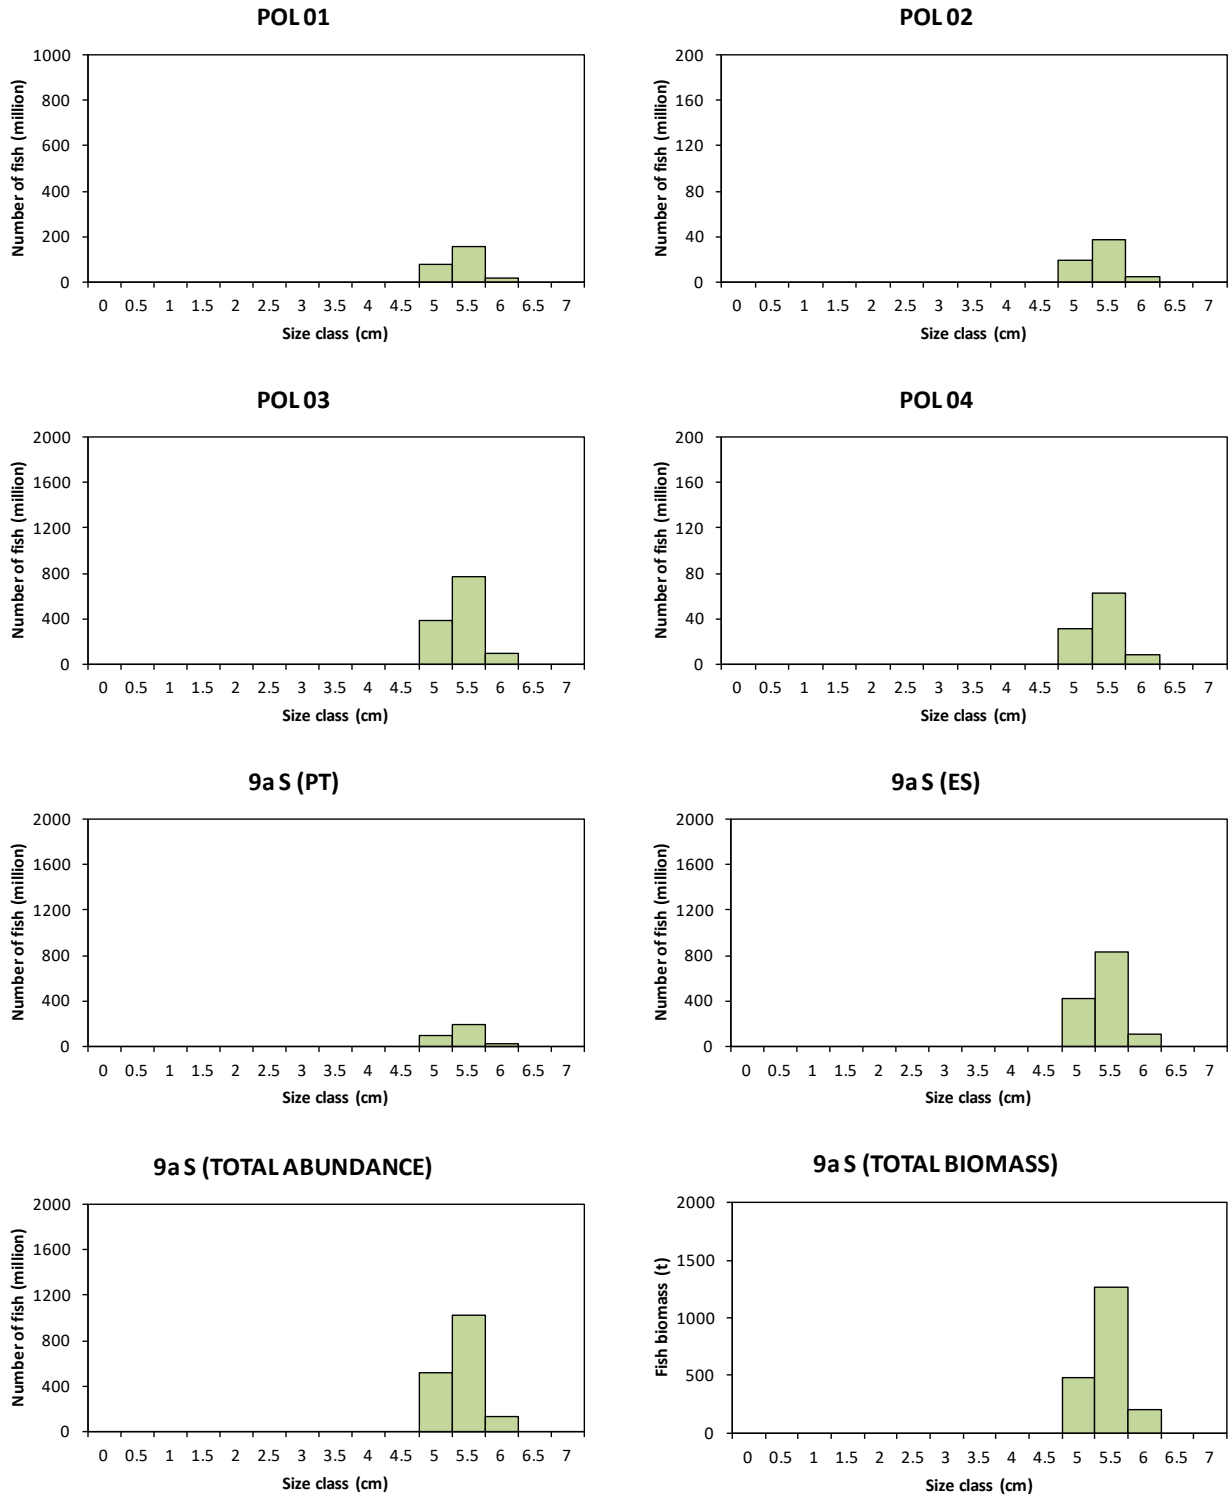 POL 01
1000
800
600
400
200
0
Number of fish (million)
0 0.5 1 1.5 2 2.5 3 3.5 4 4.5 5 5.5 6 6.5 7
Size class (cm)
POL 02
200
160
120
80
40
0
Number of fish (million)
0 0.5 1 1.5 2 2.5 3 3.5 4 4.5 5 5.5 6 6.5 7
Size class (cm)
POL 03
2000
1600
1200
800
400
0
Number of fish (million)
0 0.5 1 1.5 2 2.5 3 3.5 4 4.5 5 5.5 6 6.5 7
Size class (cm)
POL 04
200
160
120
80
40
0
Number of fish (million)
0 0.5 1 1.5 2 2.5 3 3.5 4 4.5 5 5.5 6 6.5 7
Size class (cm)
9a S (PT)
2000
1600
1200
800
400
0
Number of fish (million)
0 0.5 1 1.5 2 2.5 3 3.5 4 4.5 5 5.5 6 6.5 7
Size class (cm)
9a S (ES)
2000
1600
1200
800
400
0
Number of fish (million)
0 0.5 1 1.5 2 2.5 3 3.5 4 4.5 5 5.5 6 6.5 7
Size class (cm)
9a S (TOTAL ABUNDANCE)
2000
1600
1200
800
400
0
Number of fish (million)
0 0.5 1 1.5 2 2.5 3 3.5 4 4.5 5 5.5 6 6.5 7
Size class (cm)
9a S (TOTAL BIOMASS)
2000
1500
1000
500
0
Fish biomass (t)
0 0.5 1 1.5 2 2.5 3 3.5 4 4.5 5 5.5 6 6.5 7
Size class (cm)